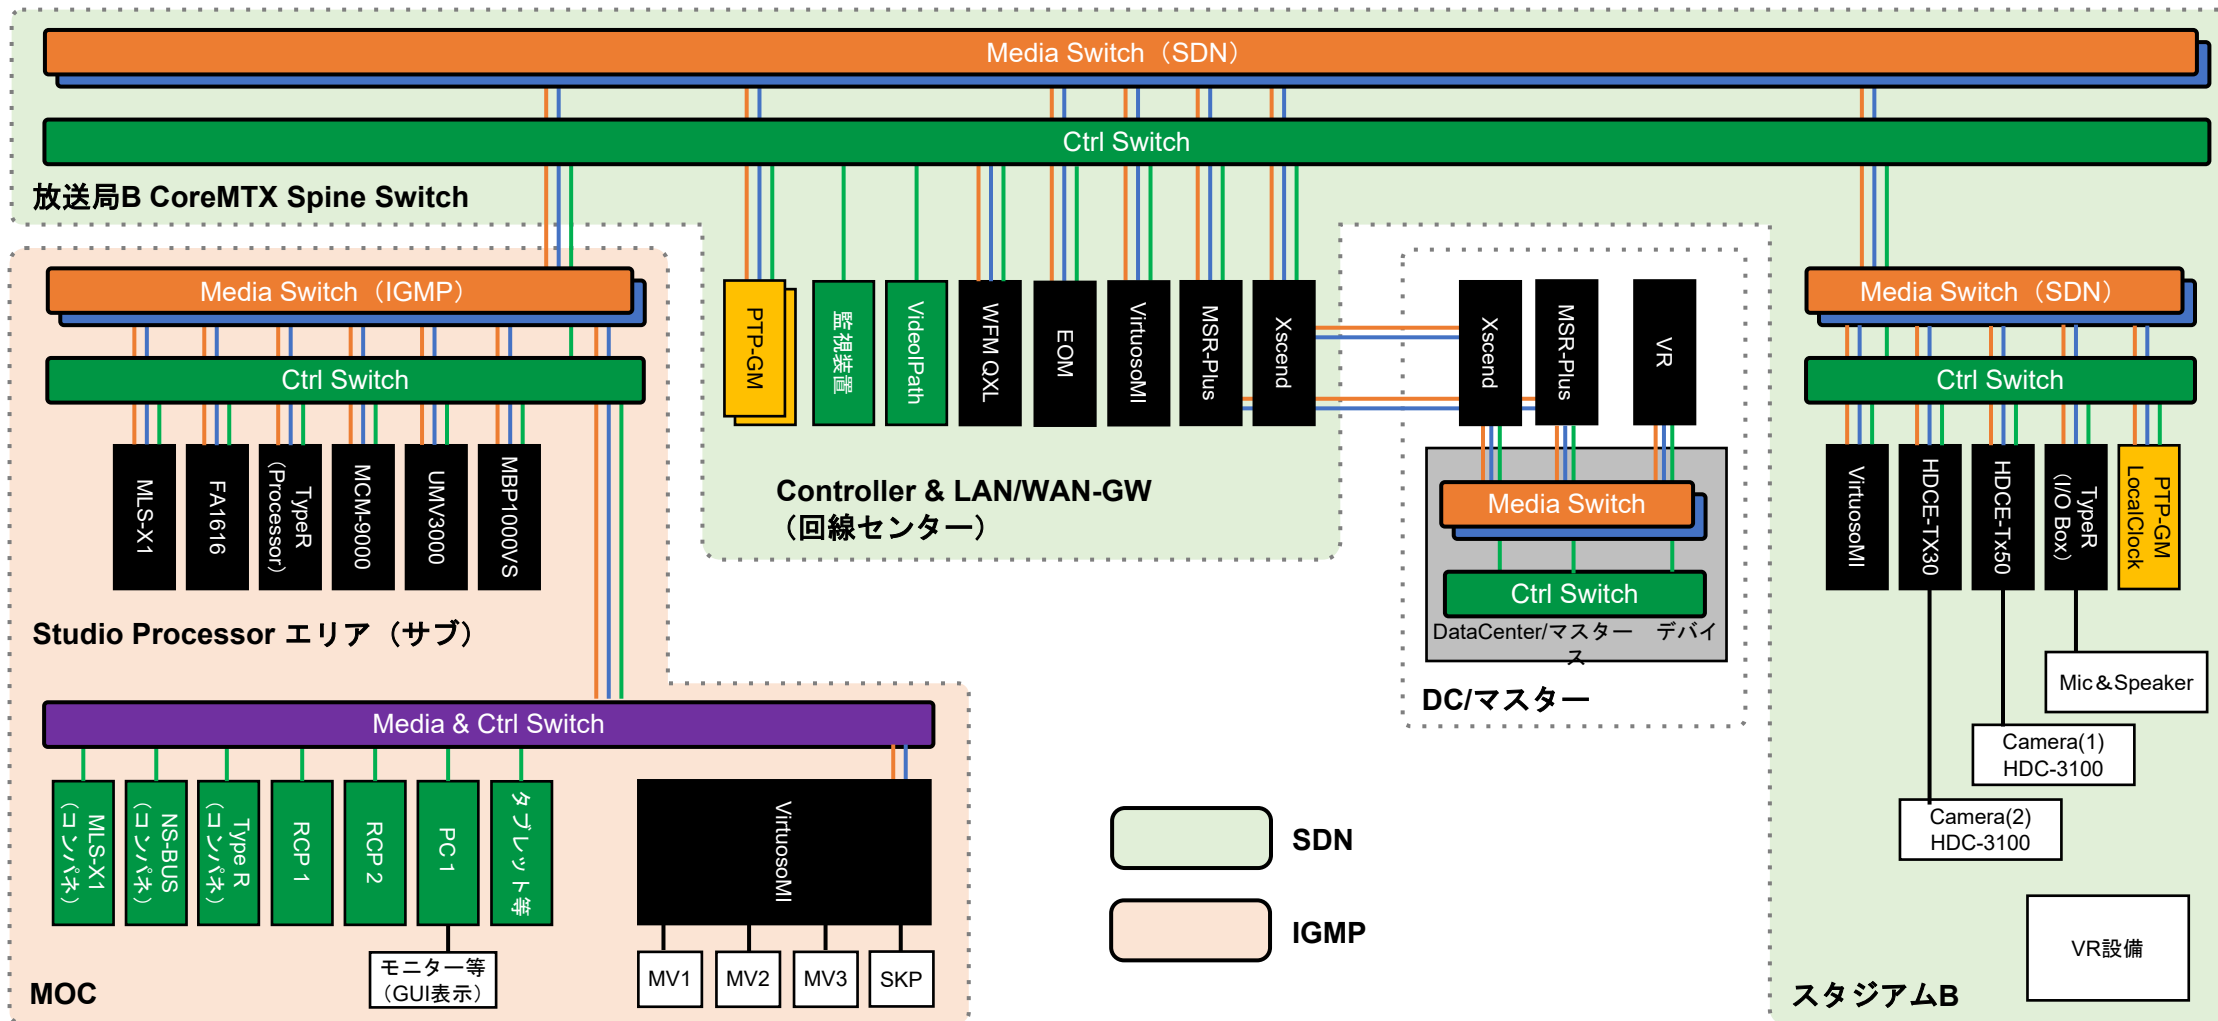 Media Switch（SDN）
Ctrl Switch
放送局B CoreMTX Spine Switch
Media Switch（IGMP）
Ctrl Switch
MLS-X1
FA1616
TypeR
（Processor）
MCM-9000
UMV3000
MBP1000VS
Studio Processor エリア（サブ）
PTP-GM
監視装置
VideoIPath
WFM QXL
EOM
VirtuosoMI
MSR-Plus
Xscend
Controller & LAN/WAN-GW
（回線センター）
Xscend
MSR-Plus
VR
Media Switch
Ctrl Switch
DataCenter/マスター　デバイ
ス
DC/マスター
Media Switch（SDN）
Ctrl Switch
VirtuosoMI
HDCE-TX30
HDCE-Tx50
TypeR
（I/O Box）
PTP-GM
LocalClock
Mic＆Speaker
Camera(1)
HDC-3100
Camera(2)
HDC-3100
VR設備
スタジアムB
Media & Ctrl Switch
MLS-X1
（コンパネ）
NS-BUS
（コンパネ）
Type R
（コンパネ）
RCP 1
RCP 2
PC 1
タブレット等
モニター等
（GUI表示）
VirtuosoMI
MV1
MV2
MV3
SKP
MOC
SDN
IGMP